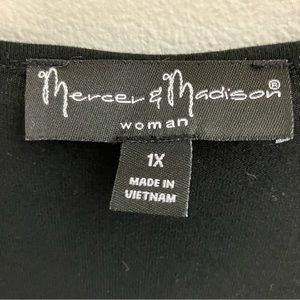 Mercer & Madison®
woman
1X
MADE IN
VIETNAM